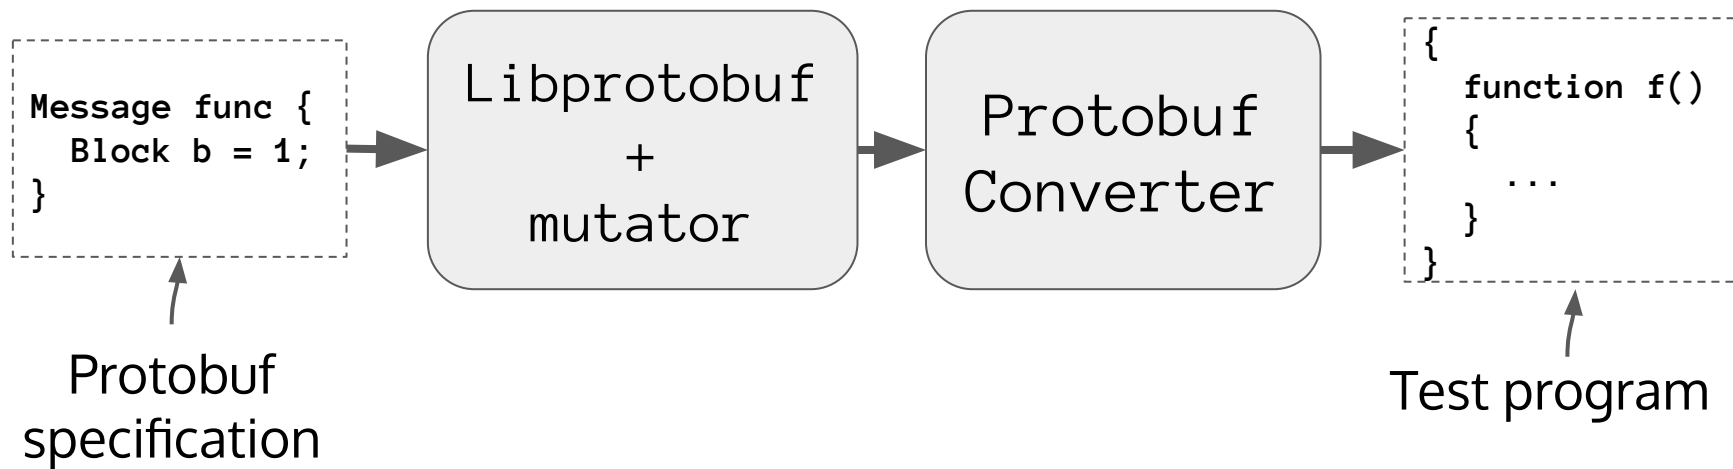 Message func {
  Block b = 1;
}
Protobuf
specification
Libprotobuf
+
mutator
Protobuf
Converter
{
  function f()
  {
    ...
  }
}
Test program